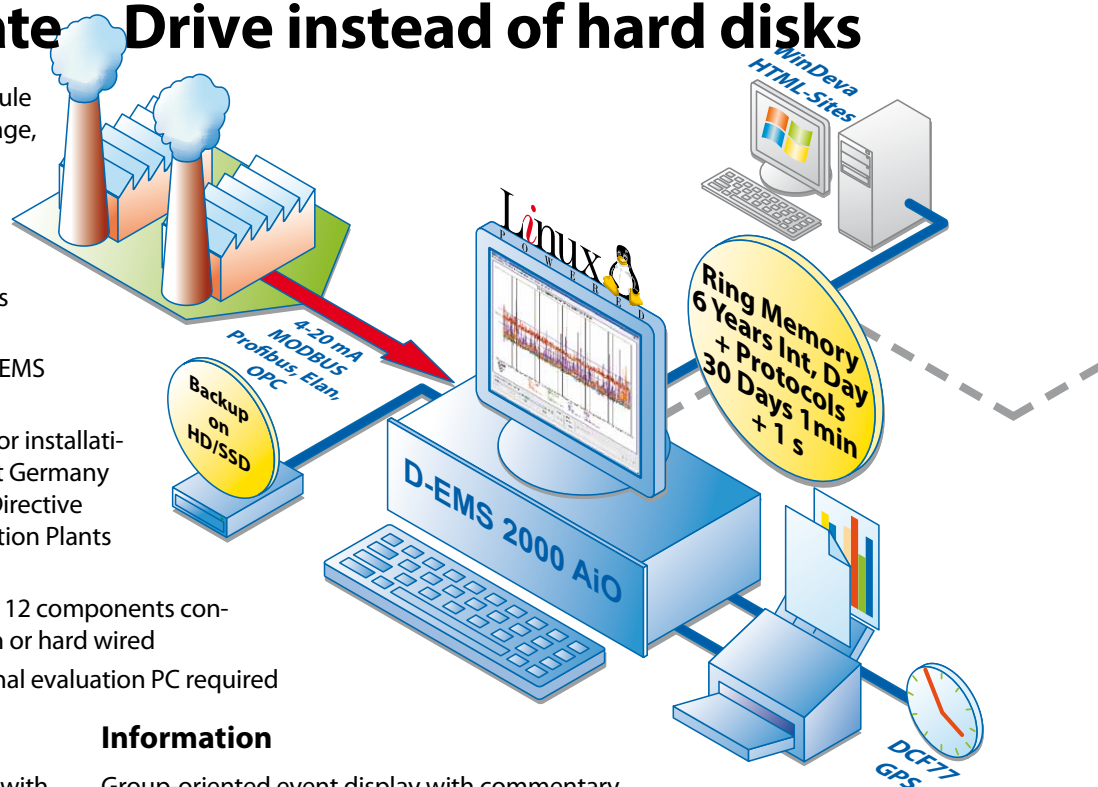 Drive instead of hard disks
WinDeva
HTML-Sites
Linux
POWERED
4-20 mA
MODBUS
Profibus, Elan,
OPC
Ring Memory
6 Years Int, Day
+ Protocols
30 Days 1min
+ 1 s
Backup
on
HD/SSD
EMS
or installati-
t Germany
Directive
tion Plants
D-EMS 2000 AiO
12 components con-
or hard wired
nal evaluation PC required
Information
DCF77
GPS
with
Group-oriented event display with commentary